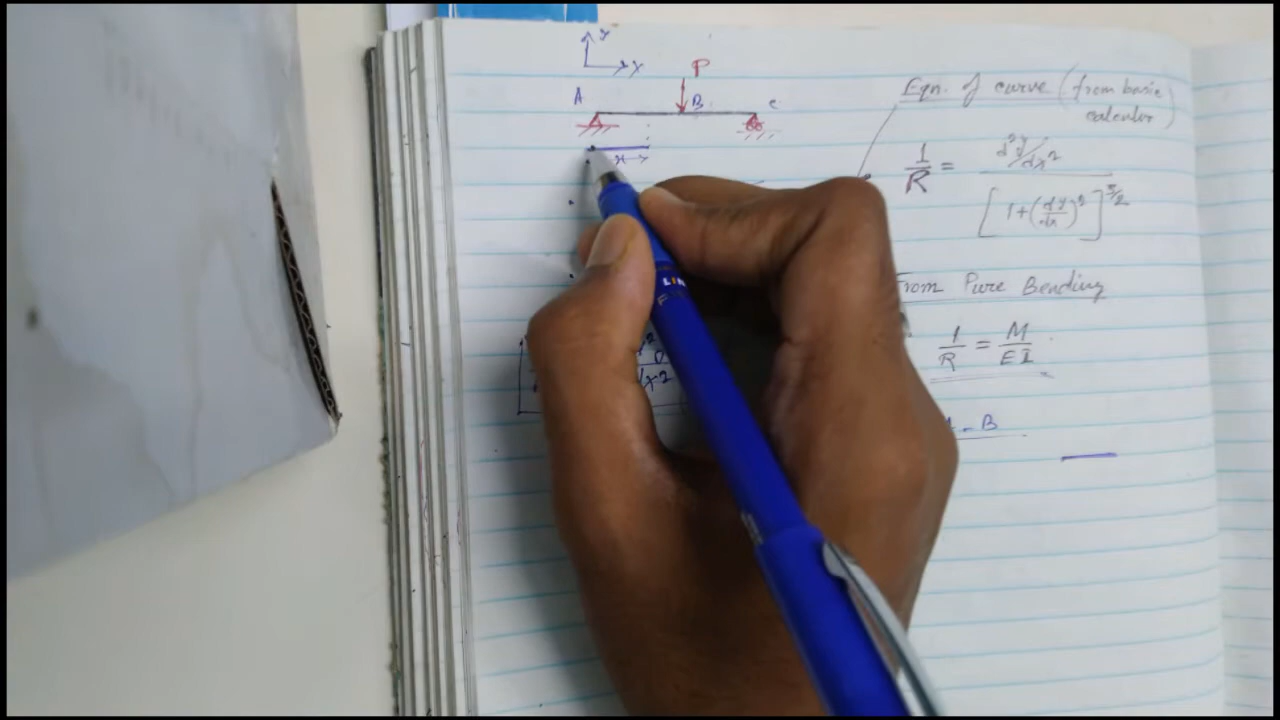 y
x
P
A B C
x
Eqn. of curve (from basic
calculus)
1/R = d²y/dx² / [1+(dy/dx)²]^3/2
From Pure Bending
1/R = M/EI
A - B
LIN